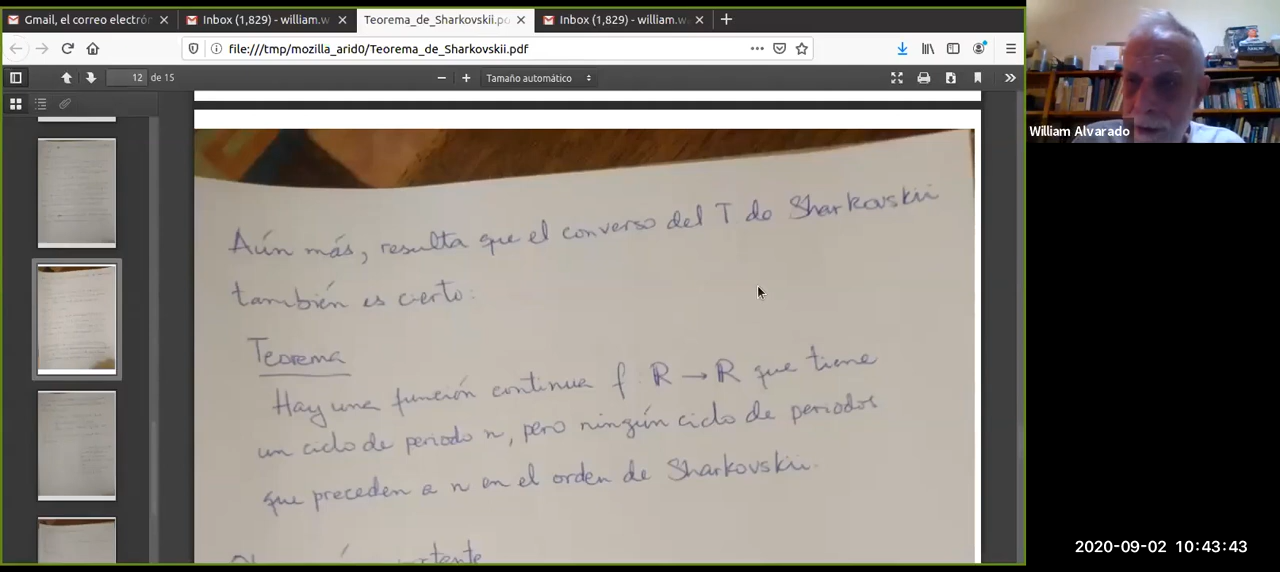 Gmail, el correo electrón
Inbox (1,829) - william.w
Teorema_de_Sharkovskii.p
Inbox (1,829) - william.w
file:///tmp/mozilla_arid0/Teorema_de_Sharkovskii.pdf
12 de 15
Tamaño automático
William Alvarado
Aún más, resulta que el converso del T de Sharkovskii
también es cierto:
Teorema
Hay una función continua f R → R que tiene
un ciclo de periodo n, pero ningún ciclo de periodos
que preceden a n en el orden de Sharkovskii.
2020-09-02 10:43:43